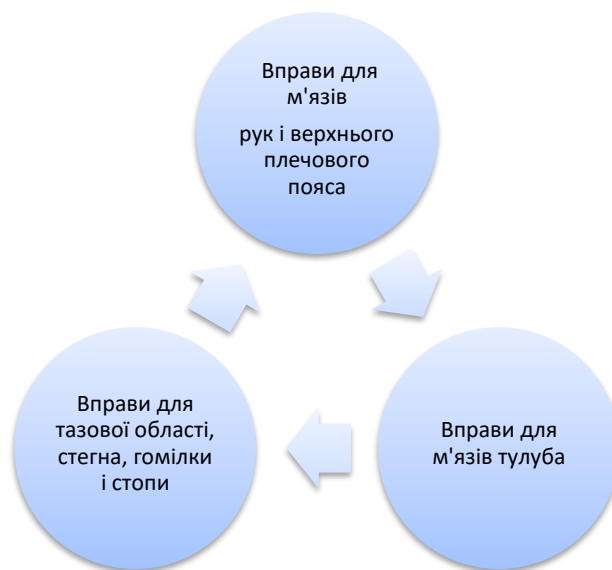 Вправи для
м'язів
рук і верхнього
плечового
пояса
Вправи для
м'язів тулуба
Вправи для
тазової області,
стегна, гомілки
і стопи